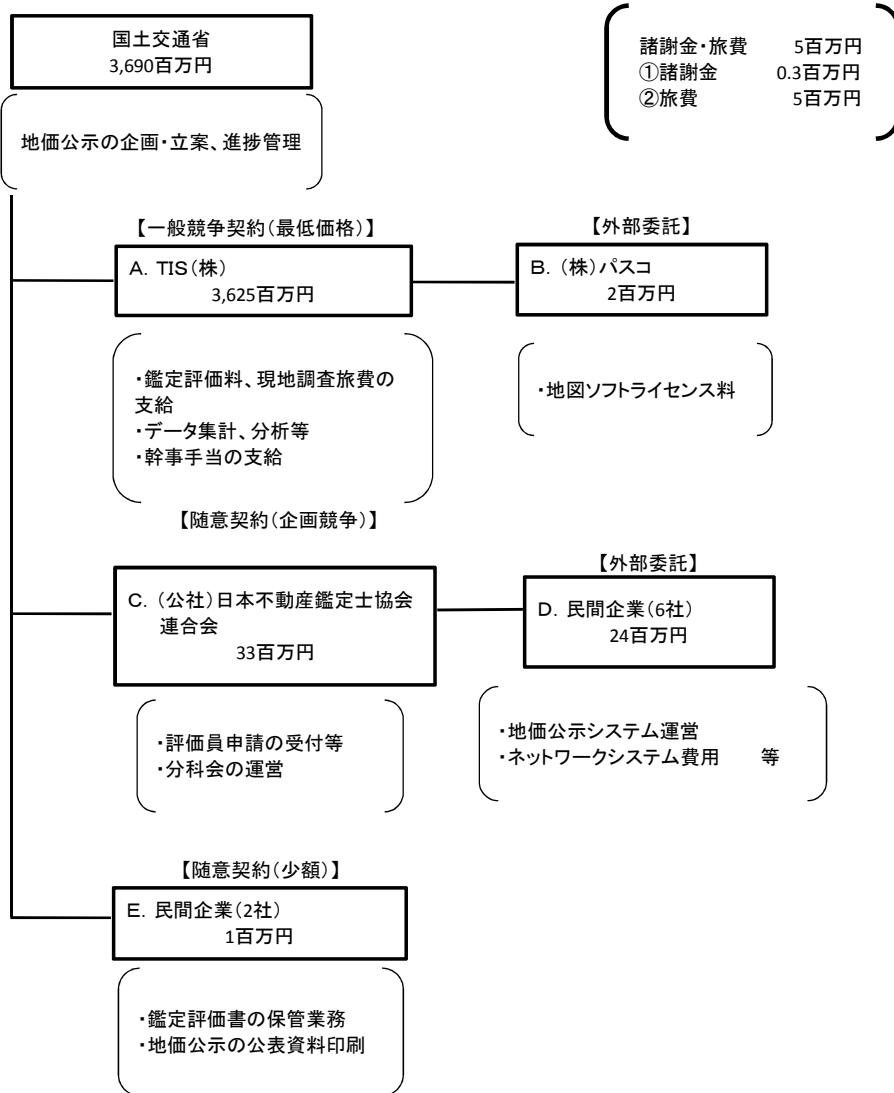 国土交通省
3,690百万円
諸謝金・旅費 5百万円
①諸謝金 0.3百万円
②旅費 5百万円
地価公示の企画・立案、進捗管理
【一般競争契約(最低価格)】
【外部委託】
A. TIS(株)
3,625百万円
B. (株)パスコ
2百万円
・鑑定評価料、現地調査旅費の
支給
・データ集計、分析等
・幹事手当の支給
・地図ソフトライセンス料
【随意契約(企画競争)】
【外部委託】
C. (公社)日本不動産鑑定士協会
連合会
33百万円
D. 民間企業(6社)
24百万円
・評価員申請の受付等
・分科会の運営
・地価公示システム運営
・ネットワークシステム費用 等
【随意契約(少額)】
E. 民間企業(2社)
1百万円
・鑑定評価書の保管業務
・地価公示の公表資料印刷